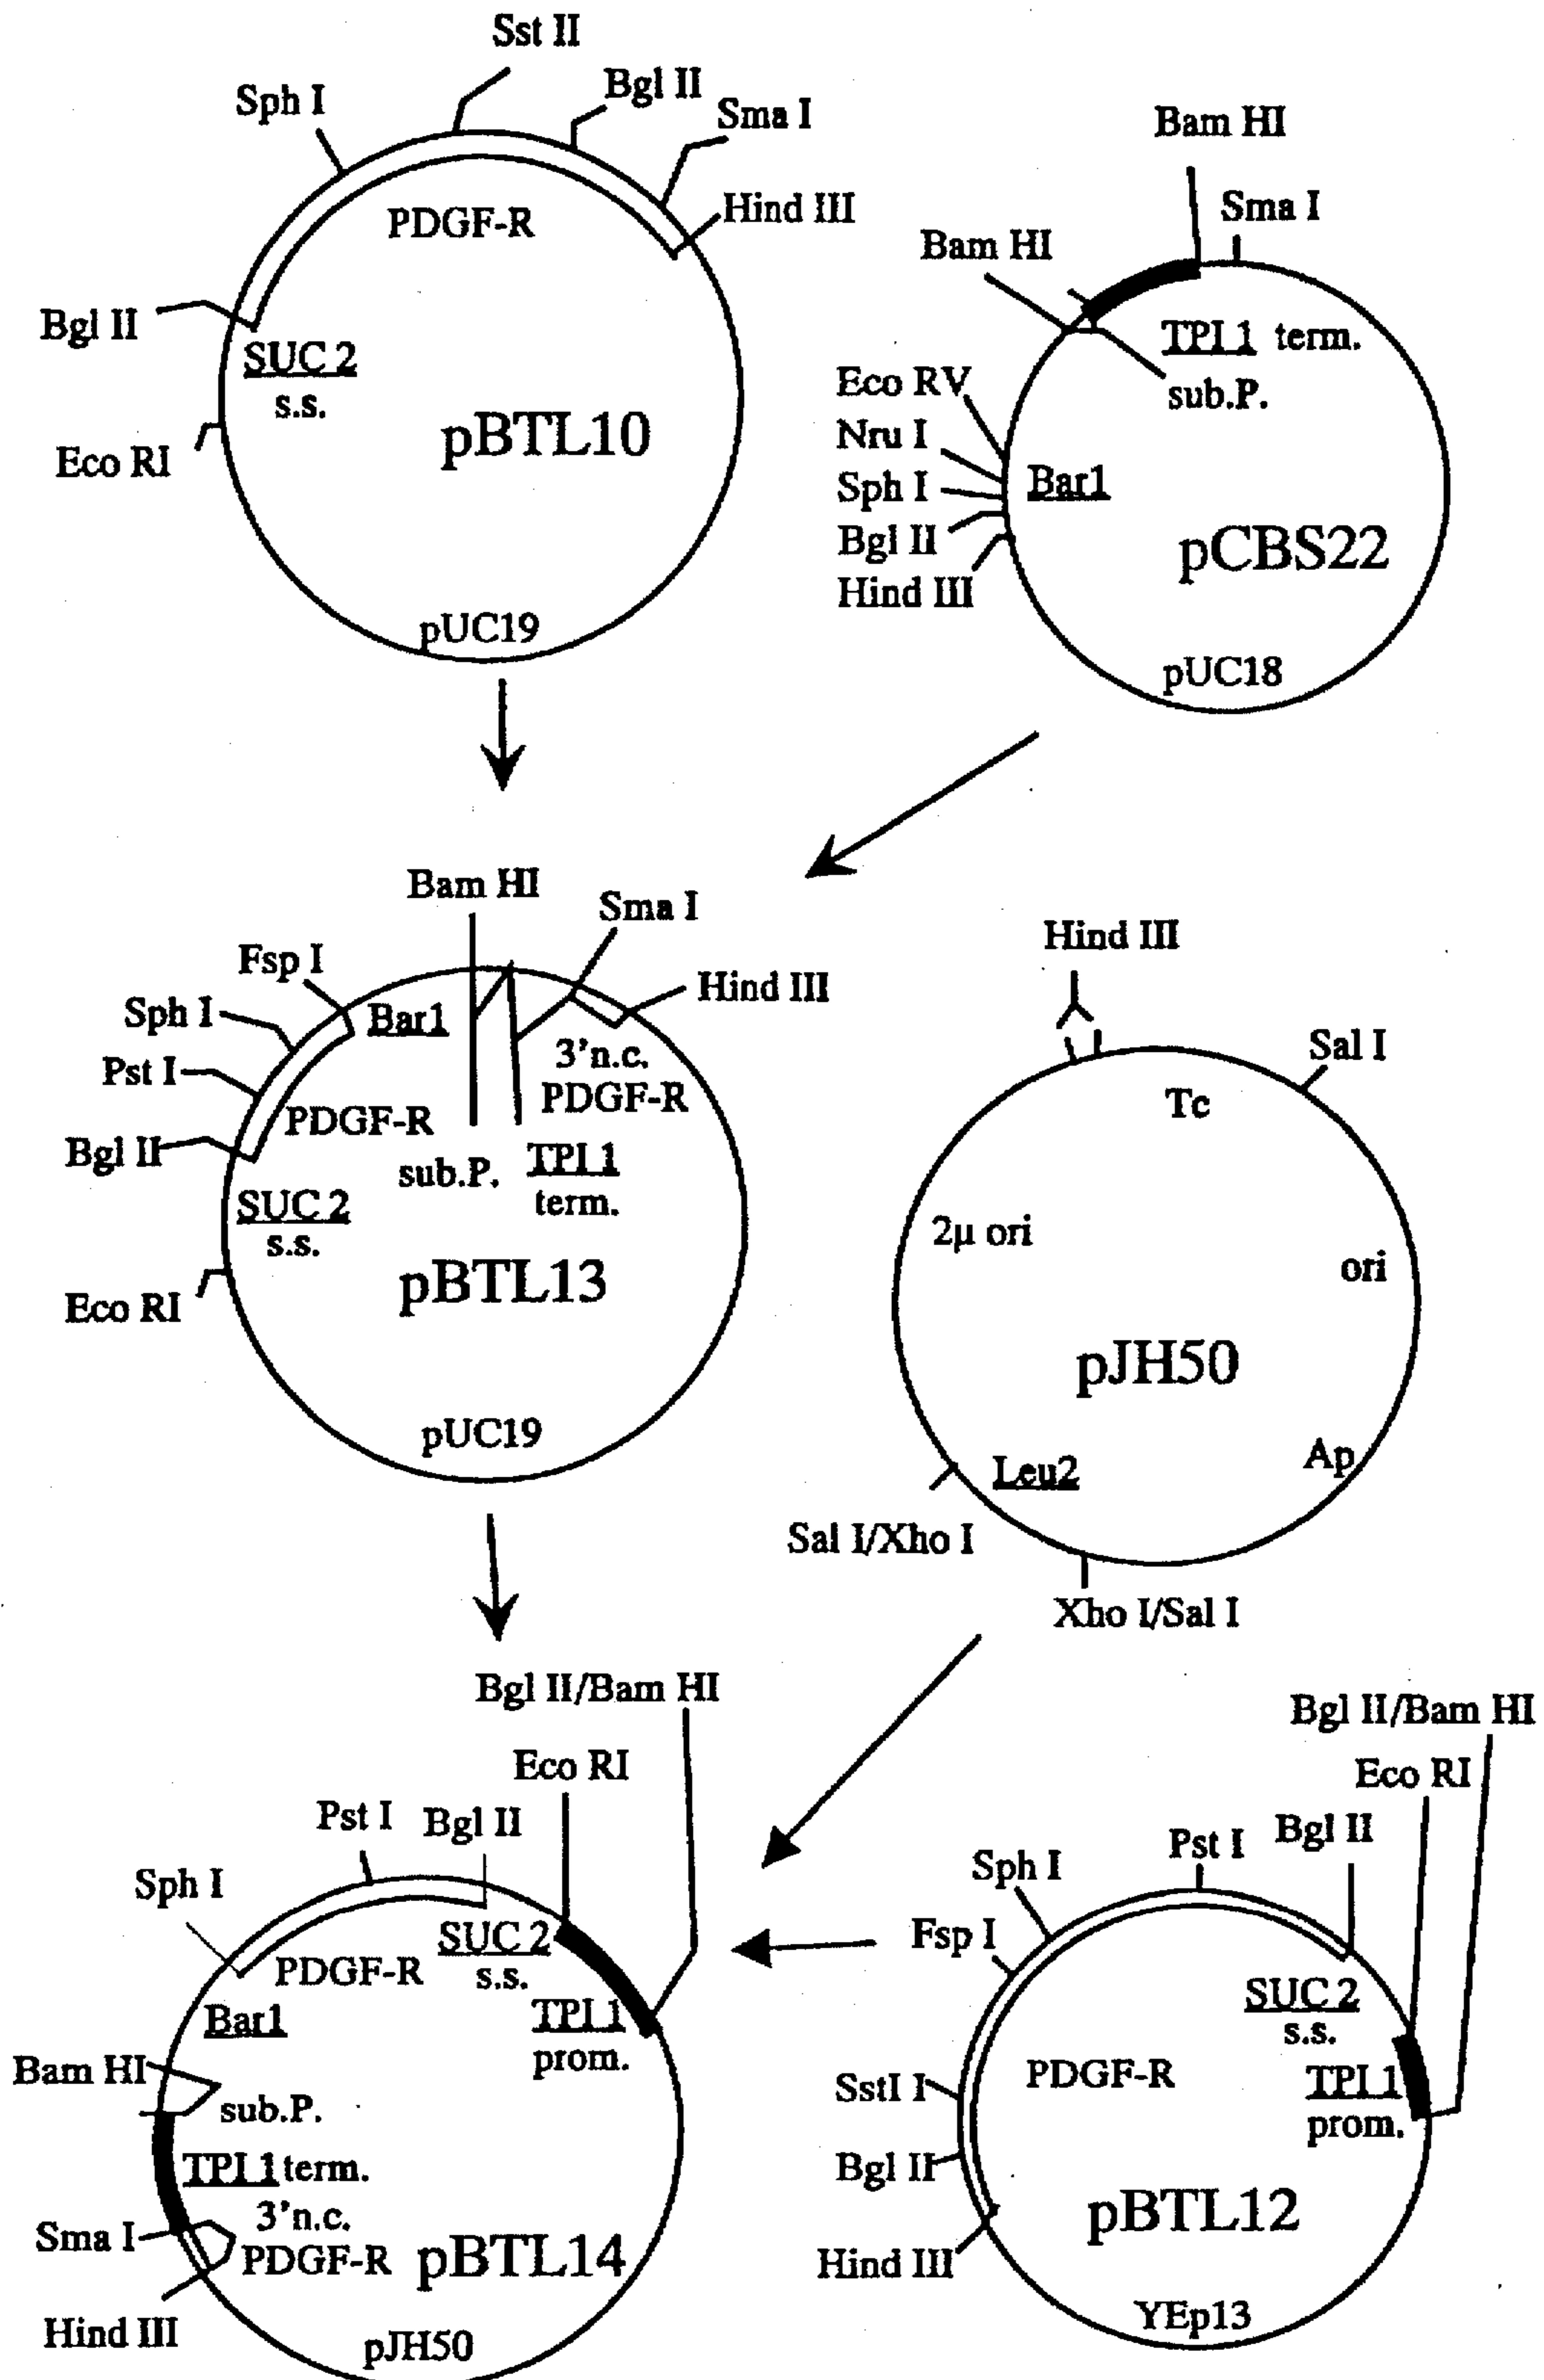 Sst II
Sph I
Bgl II
Sma I
Hind III
PDGF-R
Bgl II
SUC 2
s.s.
Eco RI
pBTL10
pUC19
Bam HI
Sma I
Bam HI
TPI 1 term.
sub.P.
Eco RV
Nru I
Sph I
Bar1
Bgl II
Hind III
pCBS22
pUC18
Bam HI
Sma I
Fsp I
Hind III
Sph I
Bar1
Pst I
3'n.c.
PDGF-R
PDGF-R
Bgl II
sub.P.
TPI 1
term.
SUC 2
s.s.
Eco RI
pBTL13
pUC19
Hind III
Sal I
Tc
2µ ori
ori
pJH50
Leu2
Ap
Sal I/Xho I
Xho I/Sal I
Bgl II/Bam HI
Eco RI
Pst I
Bgl II
Sph I
SUC 2
s.s.
PDGF-R
TPI 1
prom.
Bar1
Bam HI
sub.P.
TPI 1 term.
3'n.c.
Sma I
PDGF-R
pBTL14
Hind III
pJH50
Bgl II/Bam HI
Eco RI
Pst I
Bgl II
Sph I
Fsp I
SUC 2
s.s.
PDGF-R
TPI 1
prom.
SstI I
Bgl II
pBTL12
Hind III
YEp13